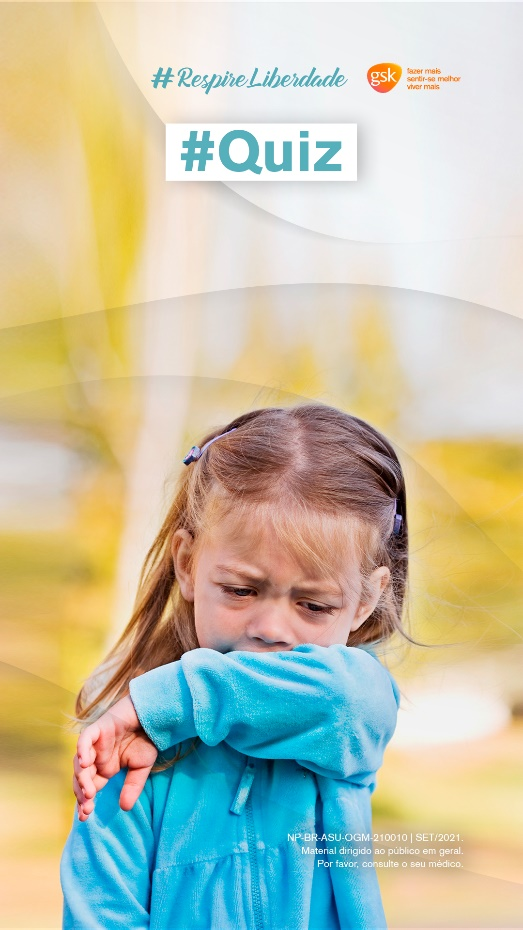 #RespireLiberdade
gsk
fazer mais
sentir-se melhor
viver mais
#Quiz
NP-BR-ASU-OGM-210010 | SET/2021.
Material dirigido ao público em geral.
Por favor, consulte o seu médico.